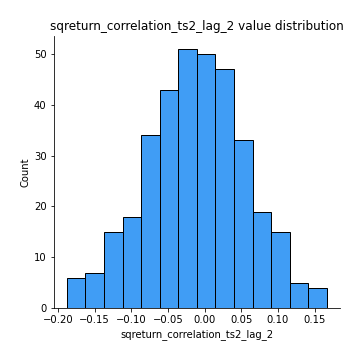 sqreturn_correlation_ts2_lag_2 value distribution
50
40
30
20
10
0
Count
−0.20 −0.15 −0.10 −0.05 0.00 0.05 0.10 0.15
sqreturn_correlation_ts2_lag_2